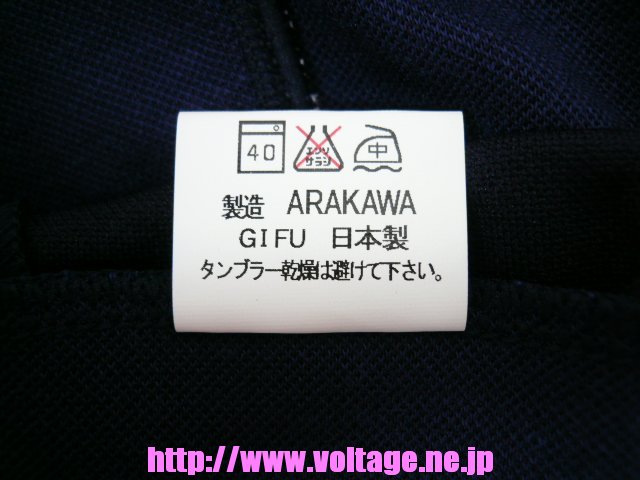 40 エンソ サラシ 中
製造 ARAKAWA
GIFU 日本製
タンブラー乾燥は避けて下さい。
http://www.voltage.ne.jp